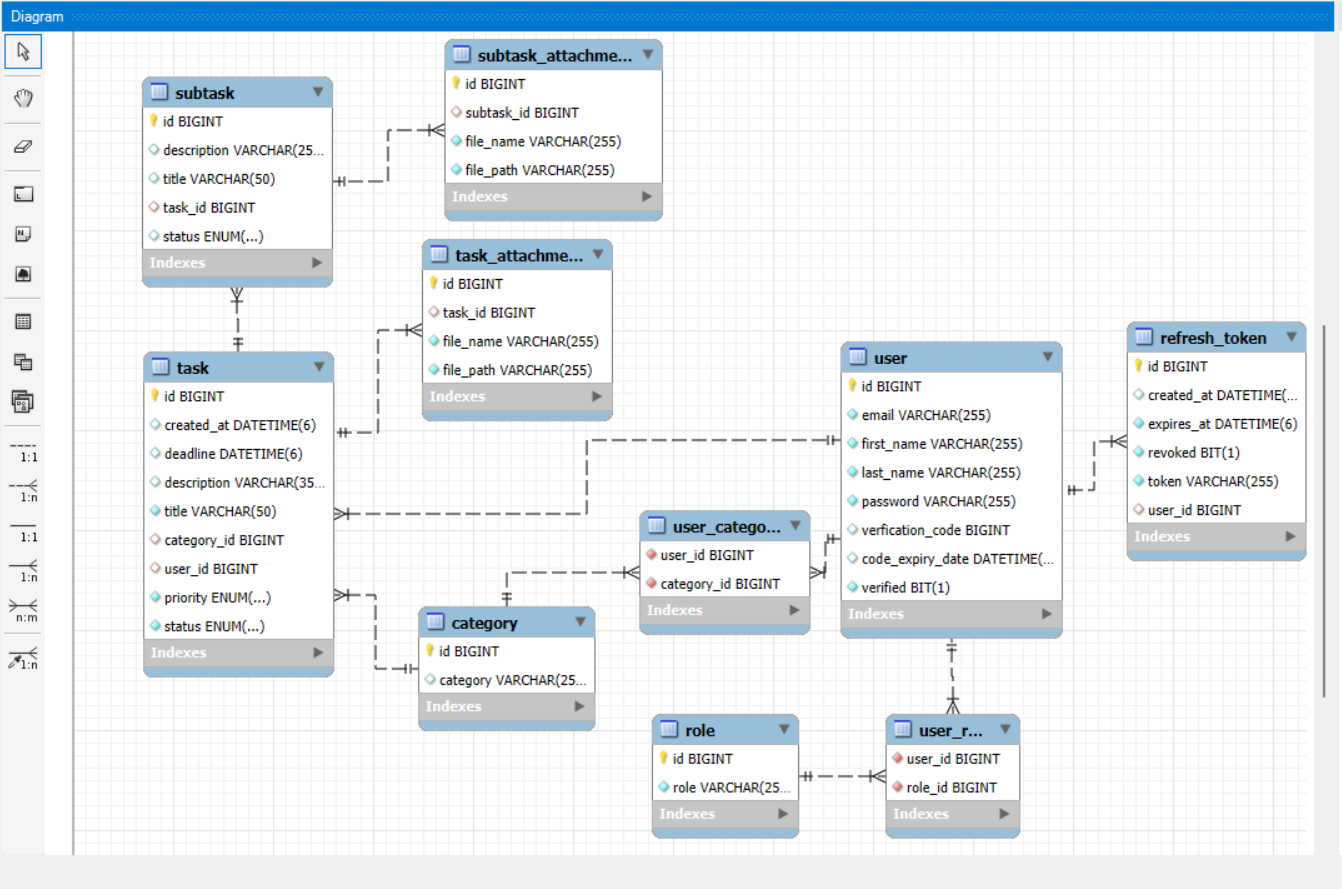 Diagram
subtask
id BIGINT
description VARCHAR(25...
title VARCHAR(50)
task_id BIGINT
status ENUM(...)
Indexes
subtask_attachme...
id BIGINT
subtask_id BIGINT
file_name VARCHAR(255)
file_path VARCHAR(255)
Indexes
task_attachme...
id BIGINT
task_id BIGINT
file_name VARCHAR(255)
file_path VARCHAR(255)
Indexes
task
id BIGINT
created_at DATETIME(6)
deadline DATETIME(6)
description VARCHAR(35...
title VARCHAR(50)
category_id BIGINT
user_id BIGINT
priority ENUM(...)
status ENUM(...)
Indexes
user
id BIGINT
email VARCHAR(255)
first_name VARCHAR(255)
last_name VARCHAR(255)
password VARCHAR(255)
verfication_code BIGINT
code_expiry_date DATETIME(...
verified BIT(1)
Indexes
refresh_token
id BIGINT
created_at DATETIME(...
expires_at DATETIME(6)
revoked BIT(1)
token VARCHAR(255)
user_id BIGINT
Indexes
user_catego...
user_id BIGINT
category_id BIGINT
Indexes
category
id BIGINT
category VARCHAR(25...
Indexes
role
id BIGINT
role VARCHAR(25...
Indexes
user_r...
user_id BIGINT
role_id BIGINT
Indexes
1:1
1:n
1:1
1:n
n:m
1:n